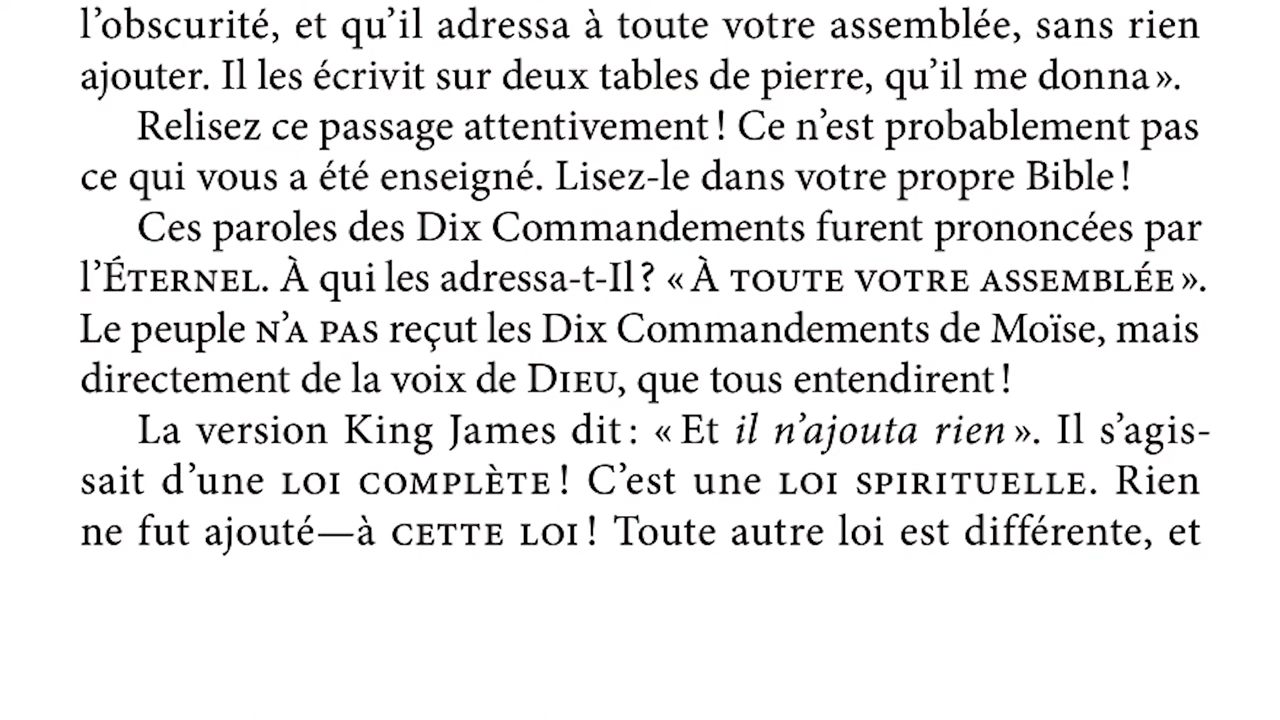 l’obscurité, et qu’il adressa à toute votre assemblée, sans rien
ajouter. Il les écrivit sur deux tables de pierre, qu’il me donna ».
Relisez ce passage attentivement ! Ce n’est probablement pas
ce qui vous a été enseigné. Lisez-le dans votre propre Bible !
Ces paroles des Dix Commandements furent prononcées par
l’ÉTERNEL. À qui les adressa-t-Il ? « À TOUTE VOTRE ASSEMBLÉE ».
Le peuple N’A PAS reçut les Dix Commandements de Moïse, mais
directement de la voix de DIEU, que tous entendirent !
La version King James dit : « Et il n’ajouta rien ». Il s’agis-
sait d’une LOI COMPLÈTE ! C’est une LOI SPIRITUELLE. Rien
ne fut ajouté—à CETTE LOI ! Toute autre loi est différente, et